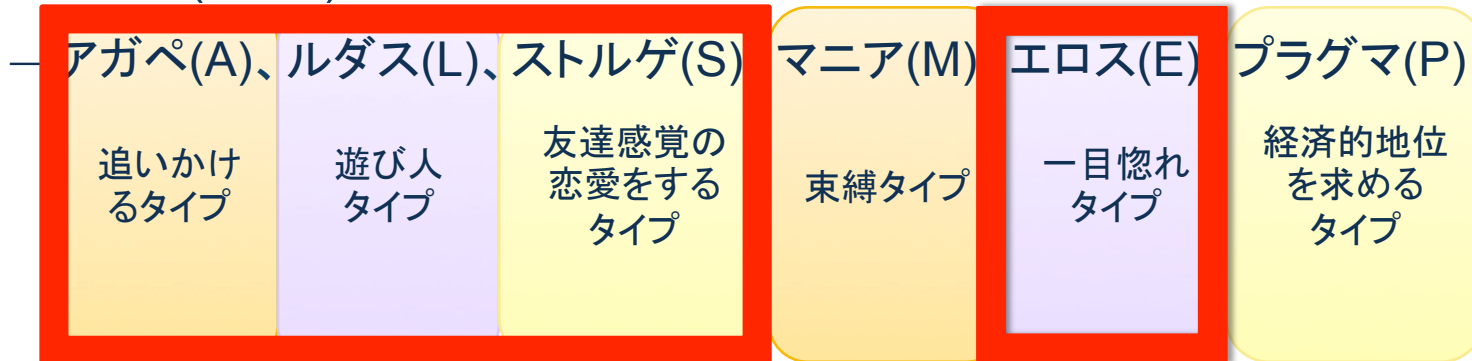 アガペ(A)、ルダス(L)、ストルゲ(S) マニア(M) エロス(E) プラグマ(P)
追いかけ
るタイプ
遊び人
タイプ
友達感覚の
恋愛をする
タイプ
束縛タイプ
一目惚れ
タイプ
経済的地位
を求める
タイプ